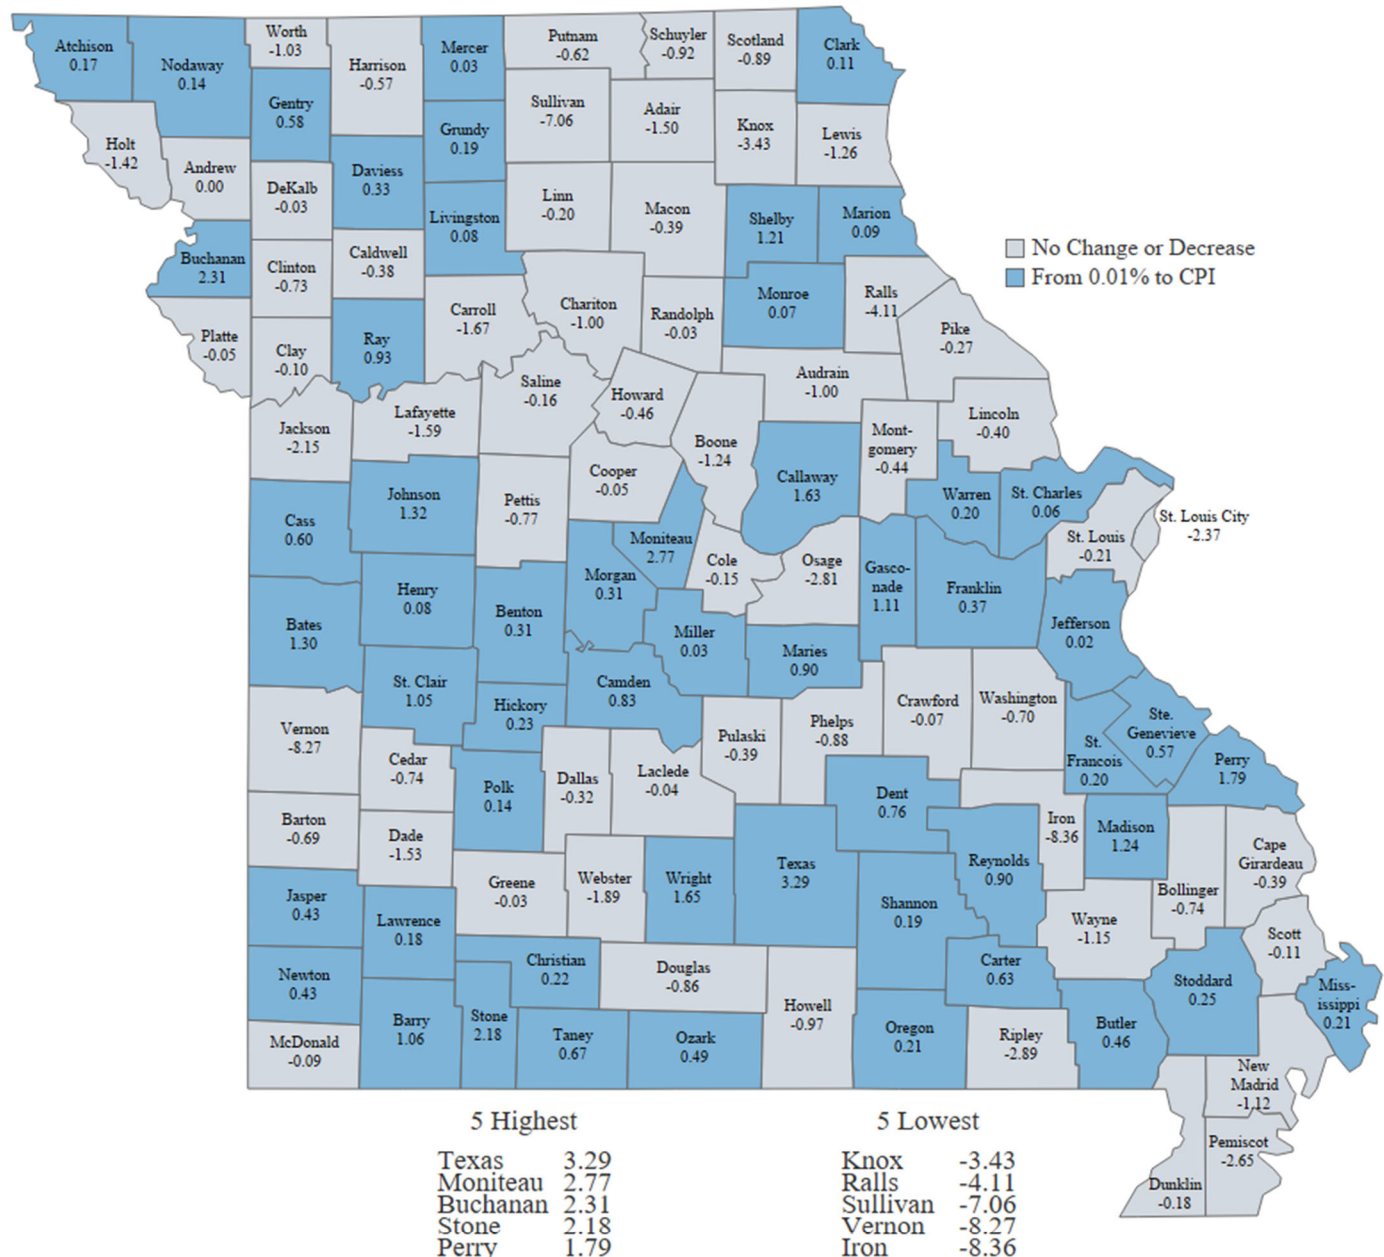 Atchison
0.17
Nodaway
0.14
Worth
-1.03
Harrison
-0.57
Mercer
0.03
Putnam
-0.62
Schuyler
-0.92
Scotland
-0.89
Clark
0.11
Gentry
0.58
Grundy
0.19
Sullivan
-7.06
Adair
-1.50
Knox
-3.43
Lewis
-1.26
Holt
-1.42
Andrew
0.00
DeKalb
-0.03
Daviess
0.33
Livingston
0.08
Linn
-0.20
Macon
-0.39
Shelby
1.21
Marion
0.09
No Change or Decrease
From 0.01% to CPI
Buchanan
2.31
Clinton
-0.73
Caldwell
-0.38
Carroll
-1.67
Chariton
-1.00
Randolph
-0.03
Monroe
0.07
Ralls
-4.11
Pike
-0.27
Platte
-0.05
Clay
-0.10
Ray
0.93
Saline
-0.16
Howard
-0.46
Audrain
-1.00
Lincoln
-0.40
Jackson
-2.15
Lafayette
-1.59
Boone
-1.24
Mont-
gomery
-0.44
Cass
0.60
Johnson
1.32
Pettis
-0.77
Cooper
-0.05
Callaway
1.63
Warren
0.20
St. Charles
0.06
St. Louis City
-2.37
St. Louis
-0.21
Moniteau
2.77
Cole
-0.15
Osage
-2.81
Gasco-
nade
1.11
Franklin
0.37
Jefferson
0.02
Bates
1.30
Henry
0.08
Benton
0.31
Morgan
0.31
Miller
0.03
Maries
0.90
St. Clair
1.05
Hickory
0.23
Camden
0.83
Pulaski
-0.39
Phelps
-0.88
Crawford
-0.07
Washington
-0.70
St.
Francois
0.20
Ste.
Genevieve
0.57
Perry
1.79
Vernon
-8.27
Cedar
-0.74
Polk
0.14
Dallas
-0.32
Laclede
-0.04
Dent
0.76
Iron
-8.36
Madison
1.24
Barton
-0.69
Dade
-1.53
Greene
-0.03
Webster
-1.89
Wright
1.65
Texas
3.29
Reynolds
0.90
Bollinger
-0.74
Cape
Girardeau
-0.39
Jasper
0.43
Lawrence
0.18
Shannon
0.19
Wayne
-1.15
Scott
-0.11
Newton
0.43
Christian
0.22
Douglas
-0.86
Carter
0.63
Stoddard
0.25
Miss-
issippi
0.21
McDonald
-0.09
Barry
1.06
Stone
2.18
Taney
0.67
Ozark
0.49
Howell
-0.97
Oregon
0.21
Ripley
-2.89
Butler
0.46
New
Madrid
-1.12
Pemiscot
-2.65
Dunklin
-0.18
5 Highest
Texas 3.29
Moniteau 2.77
Buchanan 2.31
Stone 2.18
Perry 1.79
5 Lowest
Knox -3.43
Ralls -4.11
Sullivan -7.06
Vernon -8.27
Iron -8.36